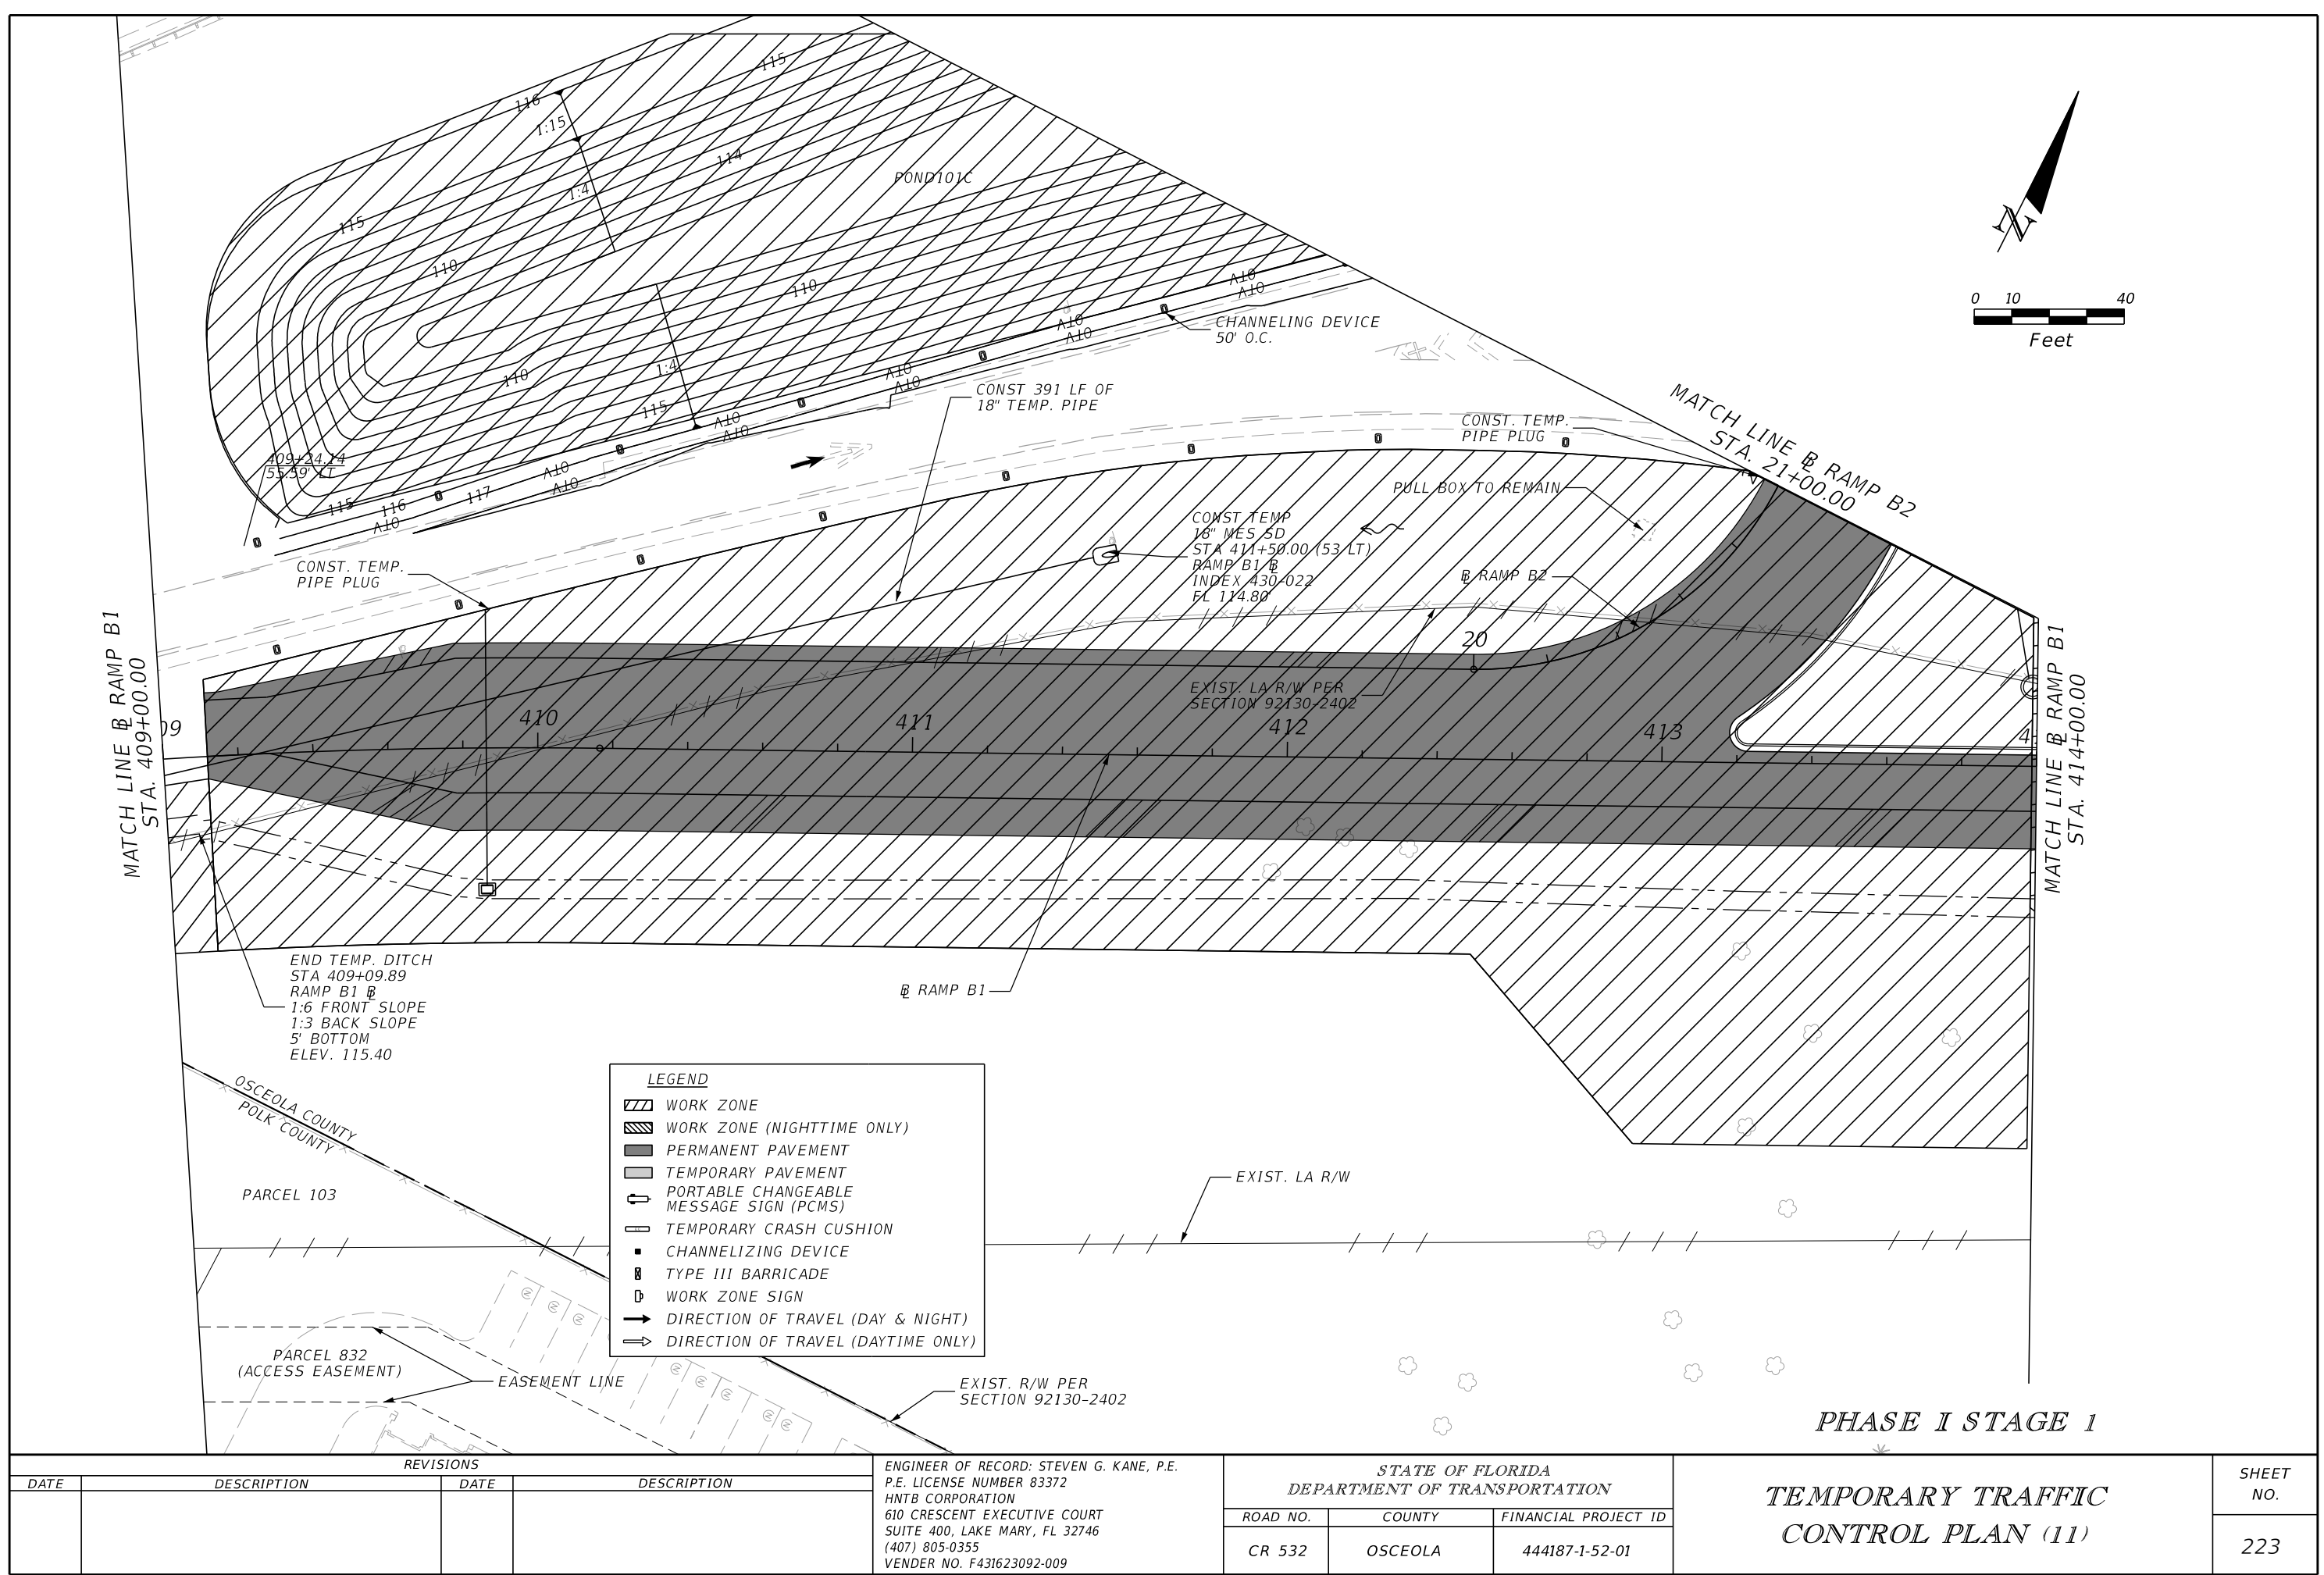 115
116
1:15
114
1:4
POND101C
115
110
110
110
1:4
115
ATO
ATO
ATO
ATO
ATO
ATO
ATO
ATO
ATO
ATO
ATO
115
116
117
409+24.14
55.59' LT
CHANNELING DEVICE
50' O.C.
CONST 391 LF OF
18" TEMP. PIPE
CONST. TEMP.
PIPE PLUG
0 10 40
Feet
N
MATCH LINE ℄ RAMP B2
STA. 21+00.00
PULL BOX TO REMAIN
CONST TEMP
18" MES SD
STA 411+50.00 (53 LT)
RAMP B1 ℄
INDEX 430-022
FL 114.80'
℄ RAMP B2
CONST. TEMP.
PIPE PLUG
20
EXIST. LA R/W PER
SECTION 92130-2402
MATCH LINE ℄ RAMP B1
STA. 409+00.00
09
410
411
412
413
4
MATCH LINE ℄ RAMP B1
STA. 414+00.00
END TEMP. DITCH
STA 409+09.89
RAMP B1 ℄
1:6 FRONT SLOPE
1:3 BACK SLOPE
5' BOTTOM
ELEV. 115.40
℄ RAMP B1
OSCEOLA COUNTY
POLK COUNTY
PARCEL 103
PARCEL 832
(ACCESS EASEMENT)
EASEMENT LINE
EXIST. LA R/W
EXIST. R/W PER
SECTION 92130-2402
LEGEND
WORK ZONE
WORK ZONE (NIGHTTIME ONLY)
PERMANENT PAVEMENT
TEMPORARY PAVEMENT
PORTABLE CHANGEABLE
MESSAGE SIGN (PCMS)
TEMPORARY CRASH CUSHION
CHANNELIZING DEVICE
TYPE III BARRICADE
WORK ZONE SIGN
DIRECTION OF TRAVEL (DAY & NIGHT)
DIRECTION OF TRAVEL (DAYTIME ONLY)
PHASE I STAGE 1
REVISIONS
DATE DESCRIPTION DATE DESCRIPTION
ENGINEER OF RECORD: STEVEN G. KANE, P.E.
P.E. LICENSE NUMBER 83372
HNTB CORPORATION
610 CRESCENT EXECUTIVE COURT
SUITE 400, LAKE MARY, FL 32746
(407) 805-0355
VENDER NO. F431623092-009
STATE OF FLORIDA
DEPARTMENT OF TRANSPORTATION
ROAD NO. COUNTY FINANCIAL PROJECT ID
CR 532 OSCEOLA 444187-1-52-01
TEMPORARY TRAFFIC
CONTROL PLAN (11)
SHEET
NO.
223